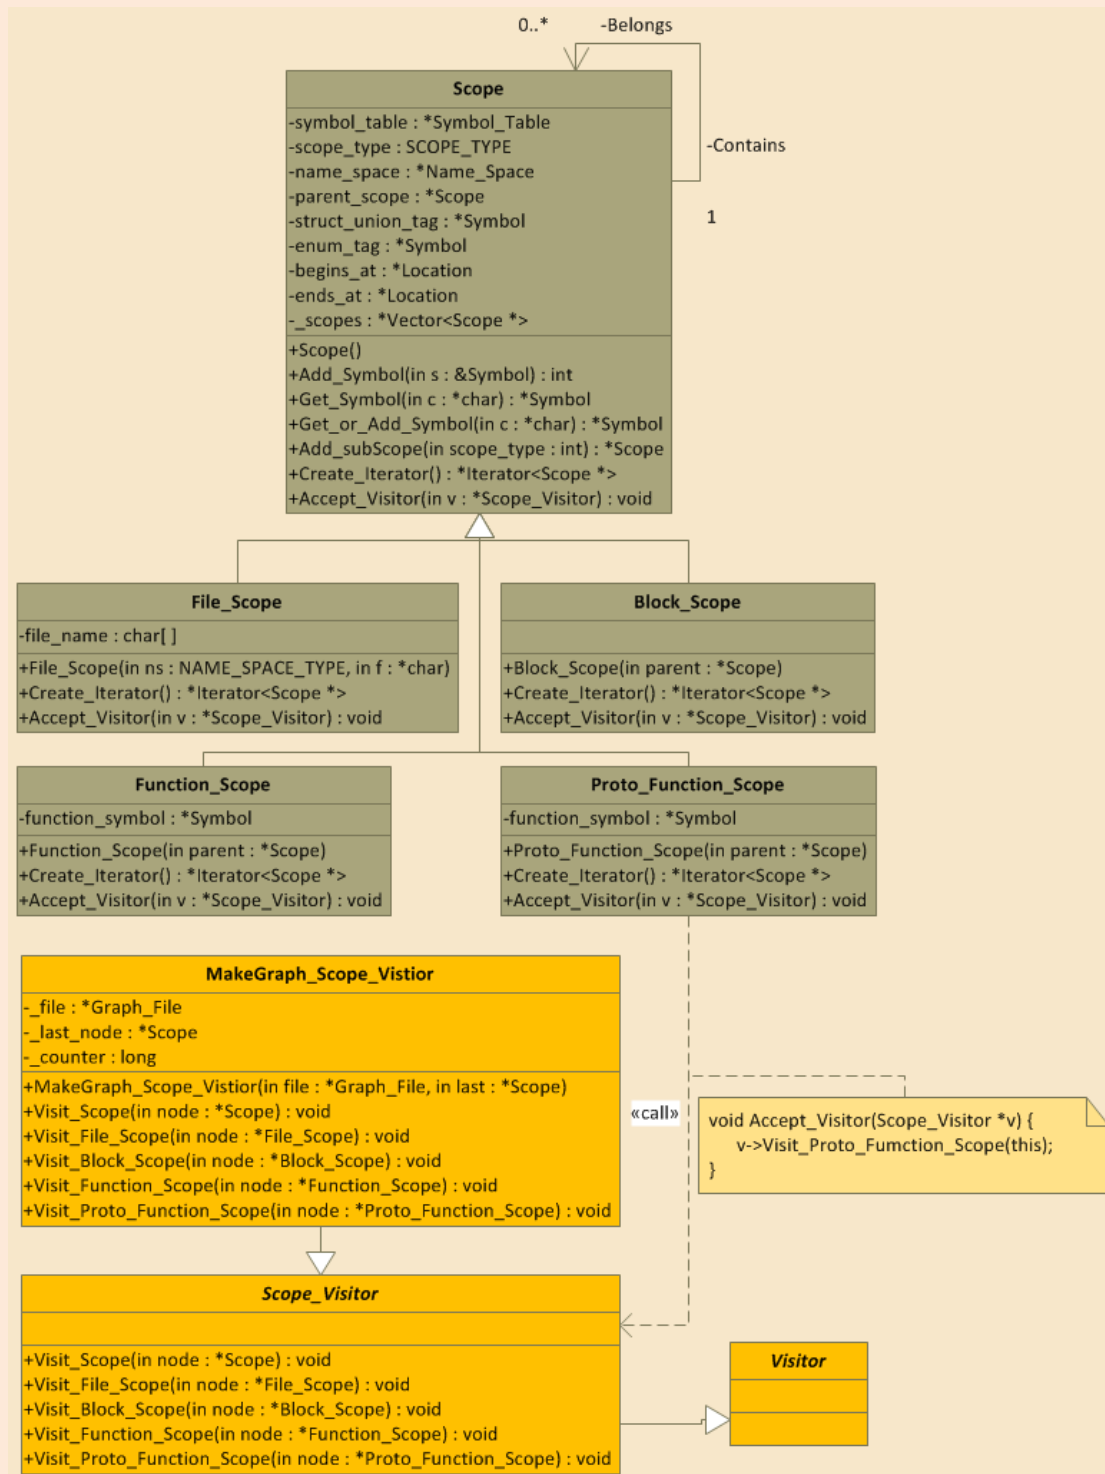 0..*
-Belongs
Scope
-symbol_table : *Symbol_Table
-scope_type : SCOPE_TYPE
-name_space : *Name_Space
-parent_scope : *Scope
-struct_union_tag : *Symbol
-enum_tag : *Symbol
-begins_at : *Location
-ends_at : *Location
-_scopes : *Vector<Scope *>
-Contains
1
+Scope()
+Add_Symbol(in s : &Symbol) : int
+Get_Symbol(in c : *char) : *Symbol
+Get_or_Add_Symbol(in c : *char) : *Symbol
+Add_subScope(in scope_type : int) : *Scope
+Create_Iterator() : *Iterator<Scope *>
+Accept_Visitor(in v : *Scope_Visitor) : void
File_Scope
-file_name : char[ ]
+File_Scope(in ns : NAME_SPACE_TYPE, in f : *char)
+Create_Iterator() : *Iterator<Scope *>
+Accept_Visitor(in v : *Scope_Visitor) : void
Block_Scope
+Block_Scope(in parent : *Scope)
+Create_Iterator() : *Iterator<Scope *>
+Accept_Visitor(in v : *Scope_Visitor) : void
Function_Scope
-function_symbol : *Symbol
+Function_Scope(in parent : *Scope)
+Create_Iterator() : *Iterator<Scope *>
+Accept_Visitor(in v : *Scope_Visitor) : void
Proto_Function_Scope
-function_symbol : *Symbol
+Proto_Function_Scope(in parent : *Scope)
+Create_Iterator() : *Iterator<Scope *>
+Accept_Visitor(in v : *Scope_Visitor) : void
MakeGraph_Scope_Vistior
-_file : *Graph_File
-_last_node : *Scope
-_counter : long
+MakeGraph_Scope_Vistior(in file : *Graph_File, in last : *Scope)
+Visit_Scope(in node : *Scope) : void
+Visit_File_Scope(in node : *File_Scope) : void
+Visit_Block_Scope(in node : *Block_Scope) : void
+Visit_Function_Scope(in node : *Function_Scope) : void
+Visit_Proto_Function_Scope(in node : *Proto_Function_Scope) : void
«call»
void Accept_Visitor(Scope_Visitor *v) {
v->Visit_Proto_Fumction_Scope(this);
}
Scope_Visitor
+Visit_Scope(in node : *Scope) : void
+Visit_File_Scope(in node : *File_Scope) : void
+Visit_Block_Scope(in node : *Block_Scope) : void
+Visit_Function_Scope(in node : *Function_Scope) : void
+Visit_Proto_Function_Scope(in node : *Proto_Function_Scope) : void
Visitor